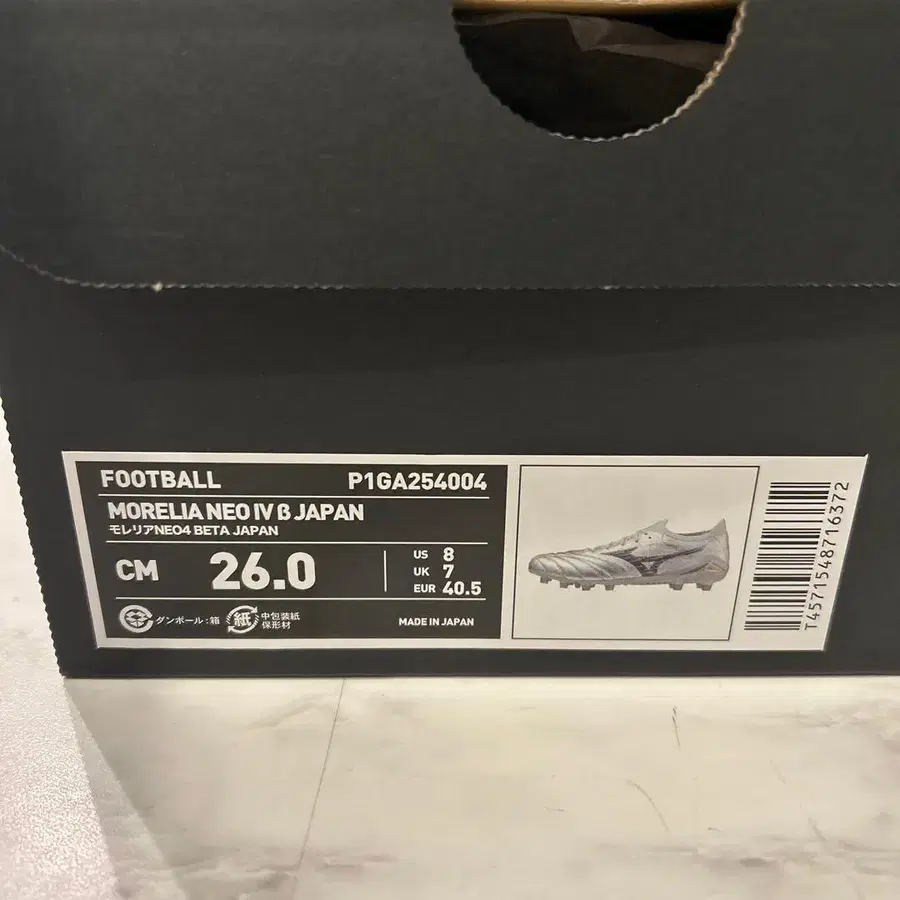 FOOTBALL P1GA254004
MORELIA NEO IV β JAPAN
モレリアNEO4 BETA JAPAN
CM 26.0
US 8
UK 7
EUR 40.5
ダンボール:箱
紙 中包装紙
保形材
MADE IN JAPAN
T4571548716372